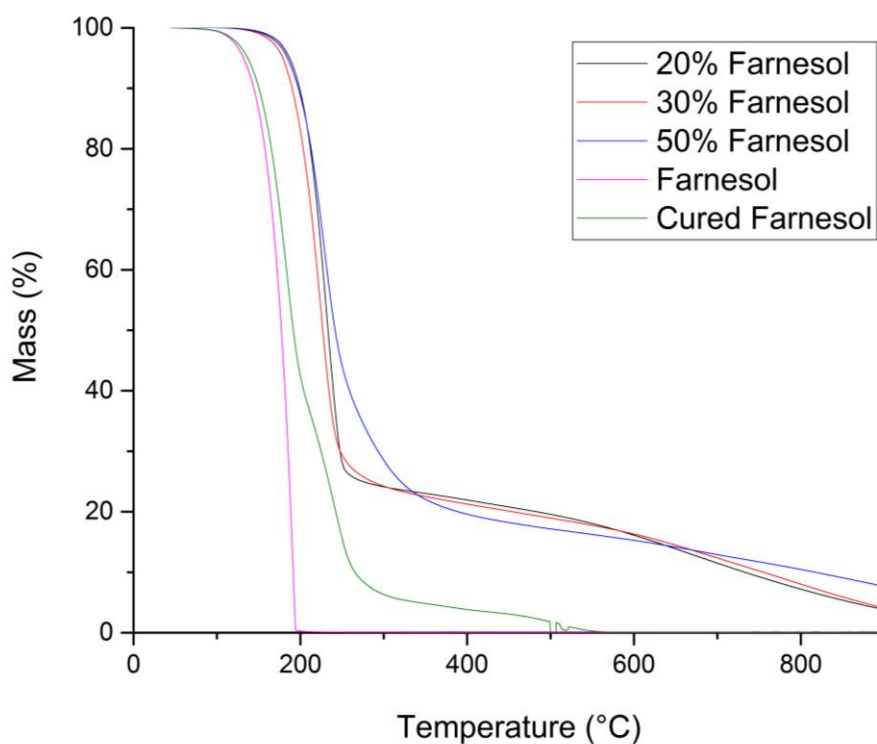 100
80
60
40
20
0
Mass (%)
20% Farnesol
30% Farnesol
50% Farnesol
Farnesol
Cured Farnesol
0 200 400 600 800
Temperature (°C)